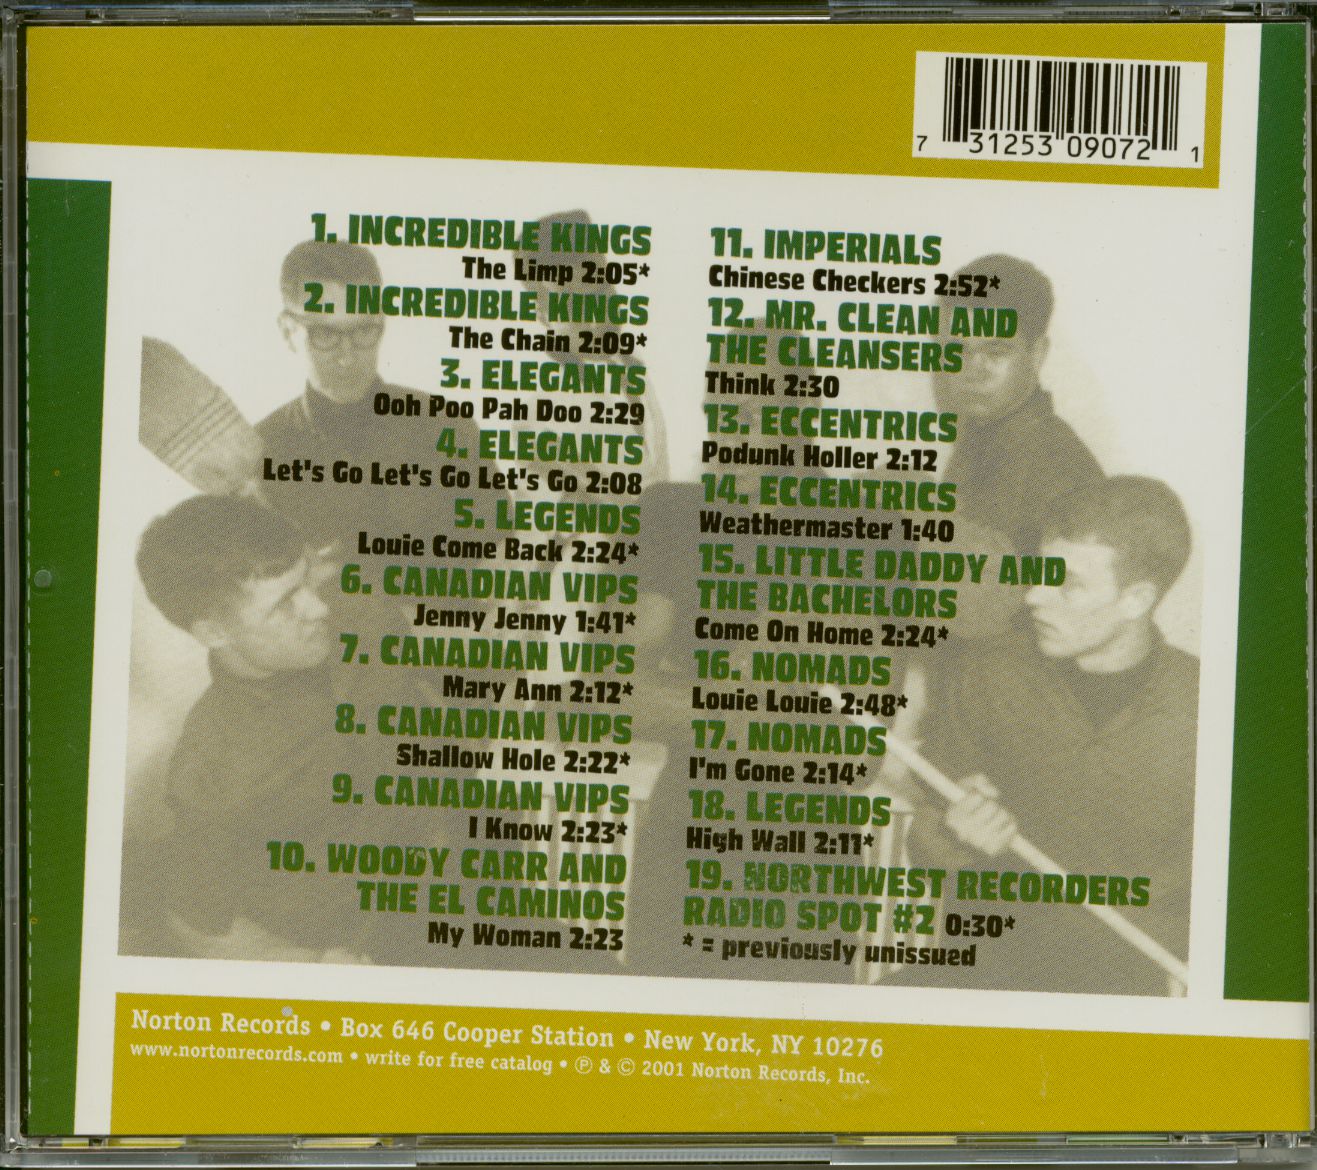 7 31253 09072 1
1. INCREDIBLE KINGS
The Limp 2:05*
2. INCREDIBLE KINGS
The Chain 2:09*
3. ELEGANTS
Ooh Poo Pah Doo 2:29
4. ELEGANTS
Let's Go Let's Go Let's Go 2:08
5. LEGENDS
Louie Come Back 2:24*
6. CANADIAN VIPS
Jenny Jenny 1:41*
7. CANADIAN VIPS
Mary Ann 2:12*
8. CANADIAN VIPS
Shallow Hole 2:22*
9. CANADIAN VIPS
I Know 2:23*
10. WOODY CARR AND
THE EL CAMINOS
My Woman 2:23
11. IMPERIALS
Chinese Checkers 2:52*
12. MR. CLEAN AND
THE CLEANSERS
Think 2:30
13. ECCENTRICS
Podunk Holler 2:12
14. ECCENTRICS
Weathermaster 1:40
15. LITTLE DADDY AND
THE BACHELORS
Come On Home 2:24*
16. NOMADS
Louie Louie 2:48*
17. NOMADS
I'm Gone 2:14*
18. LEGENDS
High Wall 2:11*
19. NORTHWEST RECORDERS
RADIO SPOT #2 0:30*
* = previously unissued
Norton Records • Box 646 Cooper Station • New York, NY 10276
www.nortonrecords.com • write for free catalog • ℗ & © 2001 Norton Records, Inc.